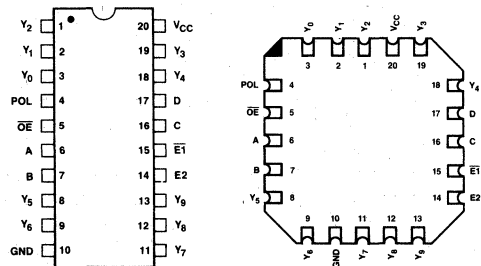 Y2 1 20 VCC
Y1 2 19 Y3
Y0 3 18 Y4
POL 4 17 D
OE 5 16 C
A 6 15 E1
B 7 14 E2
Y5 8 13 Y9
Y6 9 12 Y8
GND 10 11 Y7
Y0 Y1 Y2 VCC Y3
3 2 1 20 19
POL 4 18 Y4
OE 5 17 D
A 6 16 C
B 7 15 E1
Y5 8 14 E2
9 10 11 12 13
Y6 GND Y7 Y8 Y9